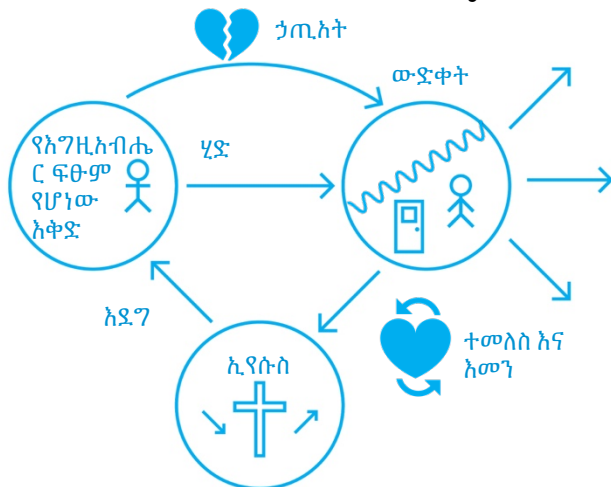 ኃጢአት
ውድቀት
የእግዚአብሔ
ር ፍፁም
የሆነው
እቅድ
ሂድ
እደግ
ኢየሱስ
ተመለስ እና
እመን